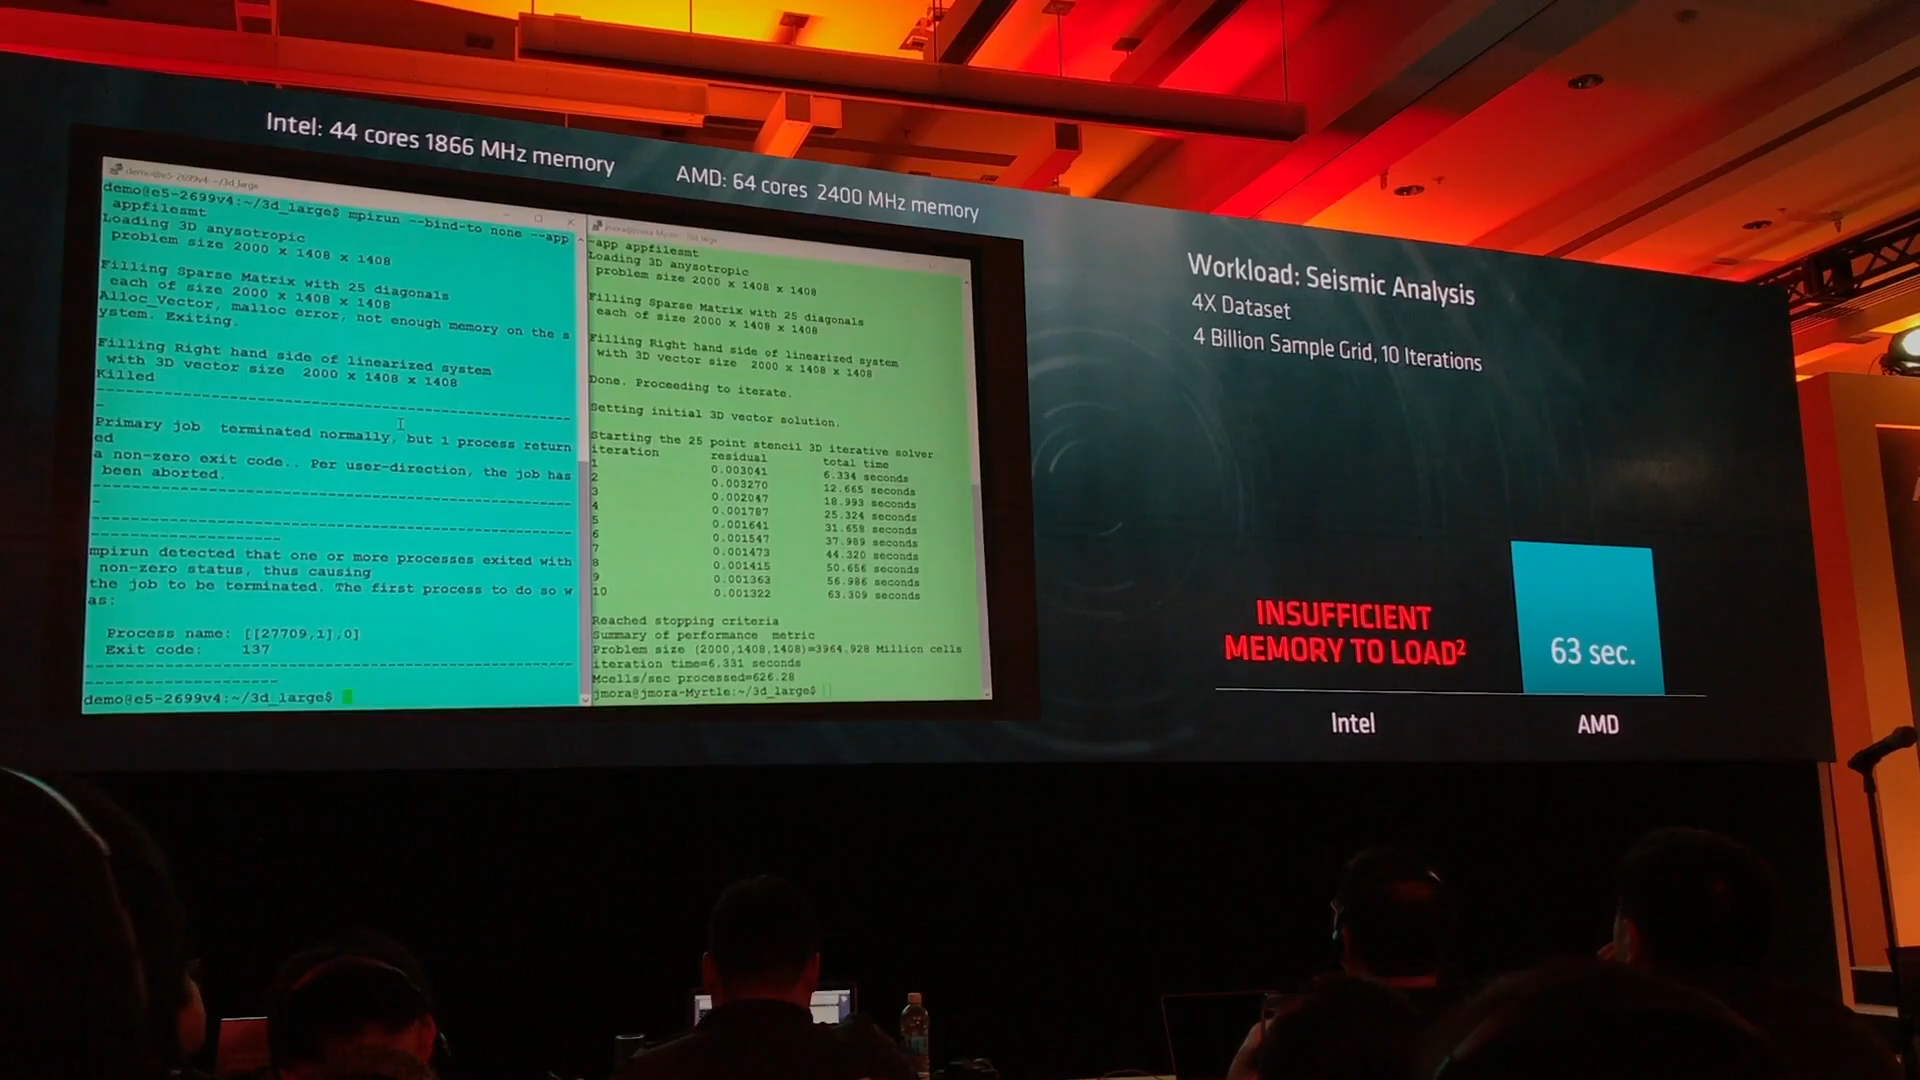 Intel: 44 cores 1866 MHz memory
AMD: 64 cores 2400 MHz memory
demo@e5-2699v4: ~/3d_large
demo@e5-2699v4:~/3d_large$ mpirun --bind-to none --app
appfilesmt
Loading 3D anysotropic
problem size 2000 x 1408 x 1408
Filling Sparse Matrix with 25 diagonals
each of size 2000 x 1408 x 1408
Alloc_Vector, malloc error, not enough memory on the s
ystem. Exiting.
Filling Right hand side of linearized system
with 3D vector size 2000 x 1408 x 1408
Killed
Primary job terminated normally, but 1 process return
ed
a non-zero exit code.. Per user-direction, the job has
been aborted.
mpirun detected that one or more processes exited with
non-zero status, thus causing
the job to be terminated. The first process to do so w
as:
Process name: [[27709,1],0]
Exit code: 137
demo@e5-2699v4:~/3d_large$
-app appfilesmt
Loading 3D anysotropic
problem size 2000 x 1408 x 1408
Filling Sparse Matrix with 25 diagonals
each of size 2000 x 1408 x 1408
Filling Right hand side of linearized system
with 3D vector size 2000 x 1408 x 1408
Done. Proceeding to iterate.
Setting initial 3D vector solution.
Starting the 25 point stencil 3D iterative solver
iteration residual total time
1 0.003041 6.334 seconds
2 0.003270 12.665 seconds
3 0.002047 18.993 seconds
4 0.001787 25.324 seconds
5 0.001641 31.658 seconds
6 0.001547 37.989 seconds
7 0.001473 44.320 seconds
8 0.001415 50.656 seconds
9 0.001363 56.986 seconds
10 0.001322 63.309 seconds
Reached stopping criteria
Summary of performance metric
Problem size (2000,1408,1408)=3964.928 Million cells
iteration time=6.331 seconds
Mcells/sec processed=626.28
jmora@jmora-Myrtle:~/3d_large$
Workload: Seismic Analysis
4X Dataset
4 Billion Sample Grid, 10 Iterations
INSUFFICIENT
MEMORY TO LOAD²
63 sec.
Intel
AMD